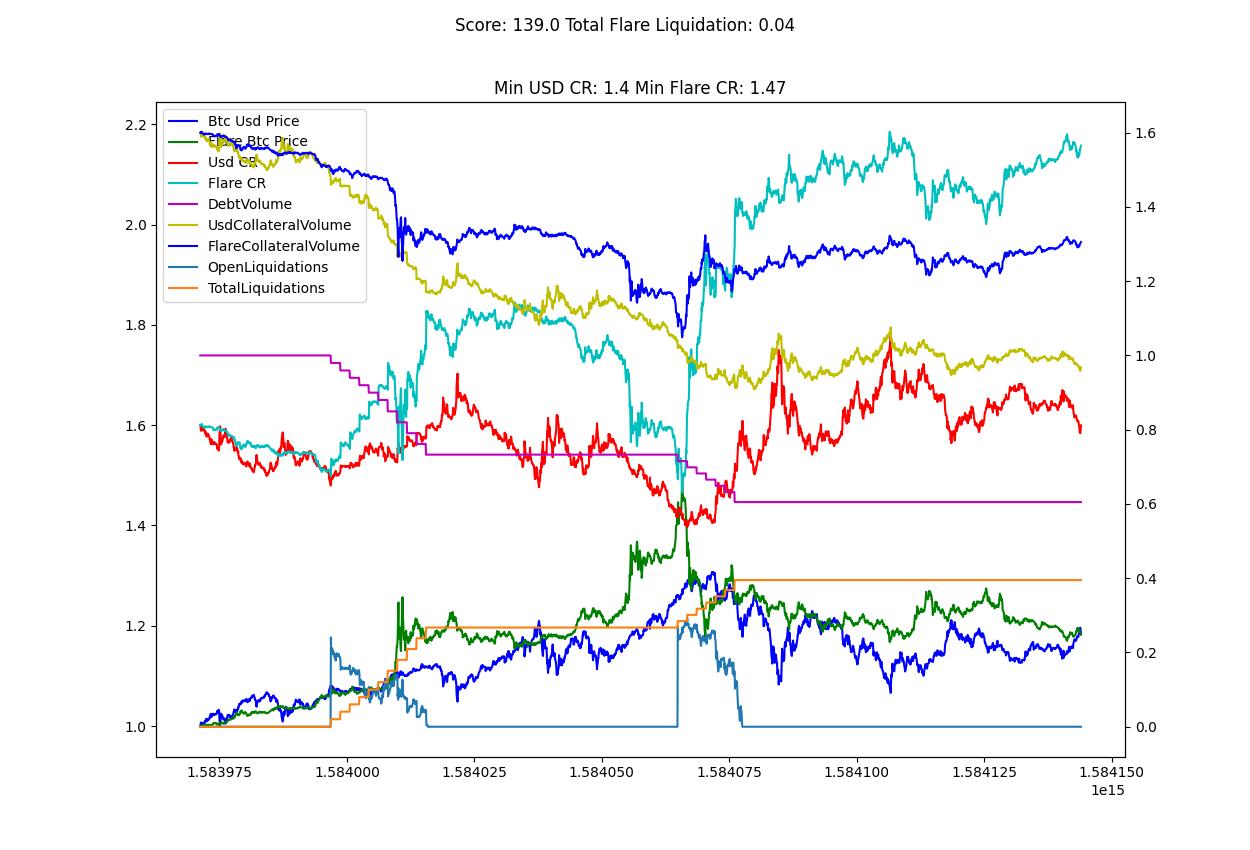 Score: 139.0 Total Flare Liquidation: 0.04
Min USD CR: 1.4 Min Flare CR: 1.47
Btc Usd Price
Flare Btc Price
Usd CR
Flare CR
DebtVolume
UsdCollateralVolume
FlareCollateralVolume
OpenLiquidations
TotalLiquidations
2.2
2.0
1.8
1.6
1.4
1.2
1.0
1.6
1.4
1.2
1.0
0.8
0.6
0.4
0.2
0.0
1.583975 1.584000 1.584025 1.584050 1.584075 1.584100 1.584125 1.584150
1e15